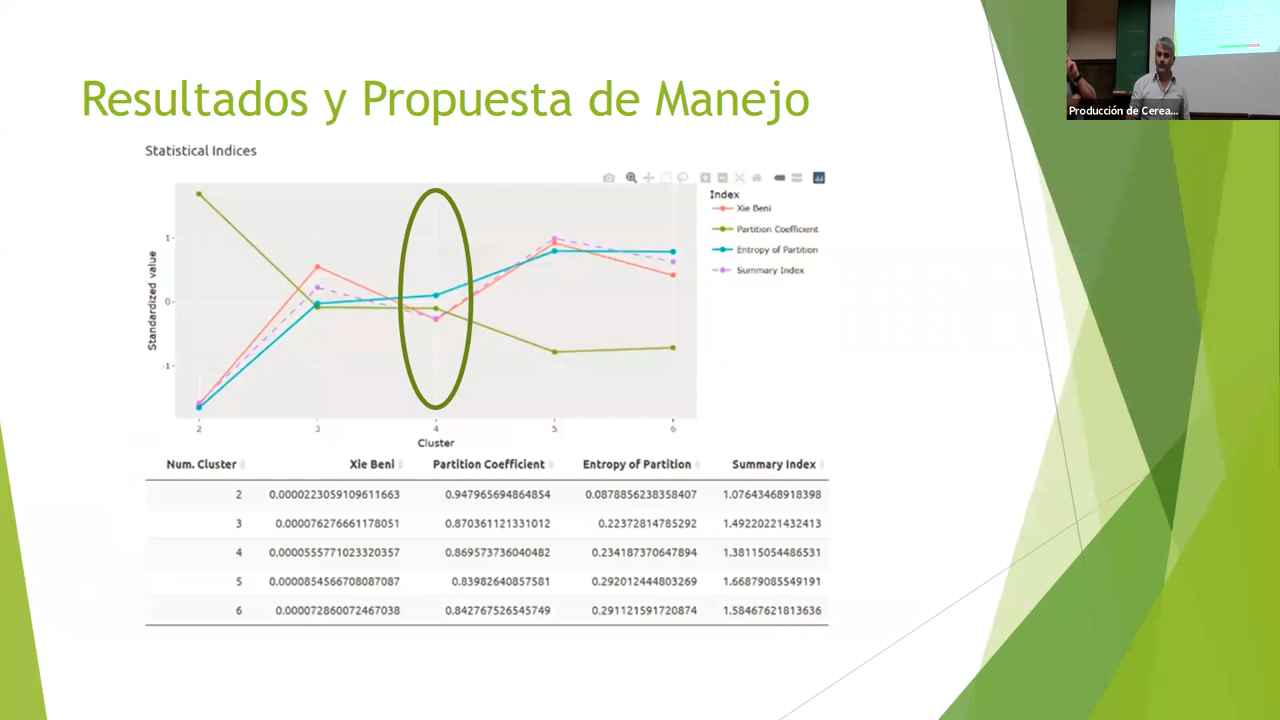 Resultados y Propuesta de Manejo
Producción de Cerea...
Statistical Indices
Index
Xie Beni
Partition Coefficient
Entropy of Partition
Summary Index
Standardized value
1
0
-1
2 3 4 5 6
Cluster
Num. Cluster Xie Beni Partition Coefficient Entropy of Partition Summary Index
2 0.0000223059109611663 0.947965694864854 0.0878856238358407 1.07643468918398
3 0.000076276661178051 0.870361121331012 0.22372814785292 1.49220221432413
4 0.0000555771023320357 0.869573736040482 0.234187370647894 1.38115054486531
5 0.0000854566708087087 0.83982640857581 0.292012444803269 1.66879085549191
6 0.000072860072467038 0.842767526545749 0.291121591720874 1.58467621813636